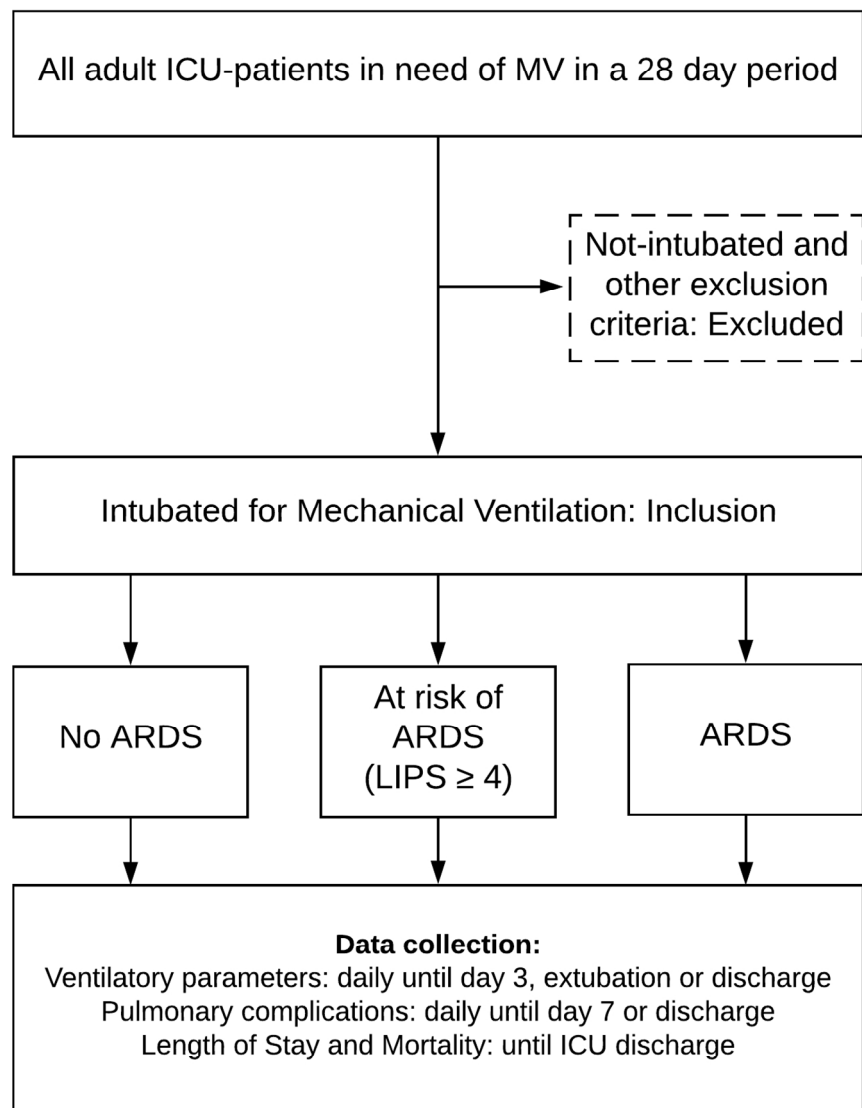 All adult ICU-patients in need of MV in a 28 day period
Not-intubated and
other exclusion
criteria: Excluded
Intubated for Mechanical Ventilation: Inclusion
No ARDS
At risk of
ARDS
(LIPS ≥ 4)
ARDS
Data collection:
Ventilatory parameters: daily until day 3, extubation or discharge
Pulmonary complications: daily until day 7 or discharge
Length of Stay and Mortality: until ICU discharge